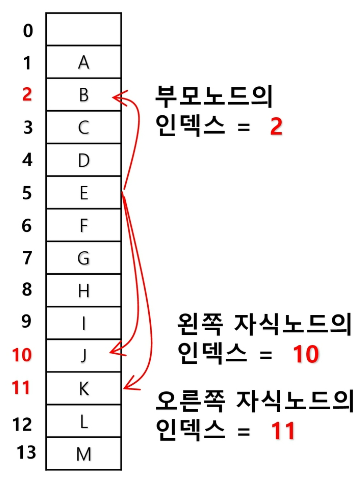 0
1 A
2 B
부모노드의
인덱스 = 2
3 C
4 D
5 E
6 F
7 G
8 H
9 I
왼쪽 자식노드의
인덱스 = 10
10 J
11 K
오른쪽 자식노드의
인덱스 = 11
12 L
13 M